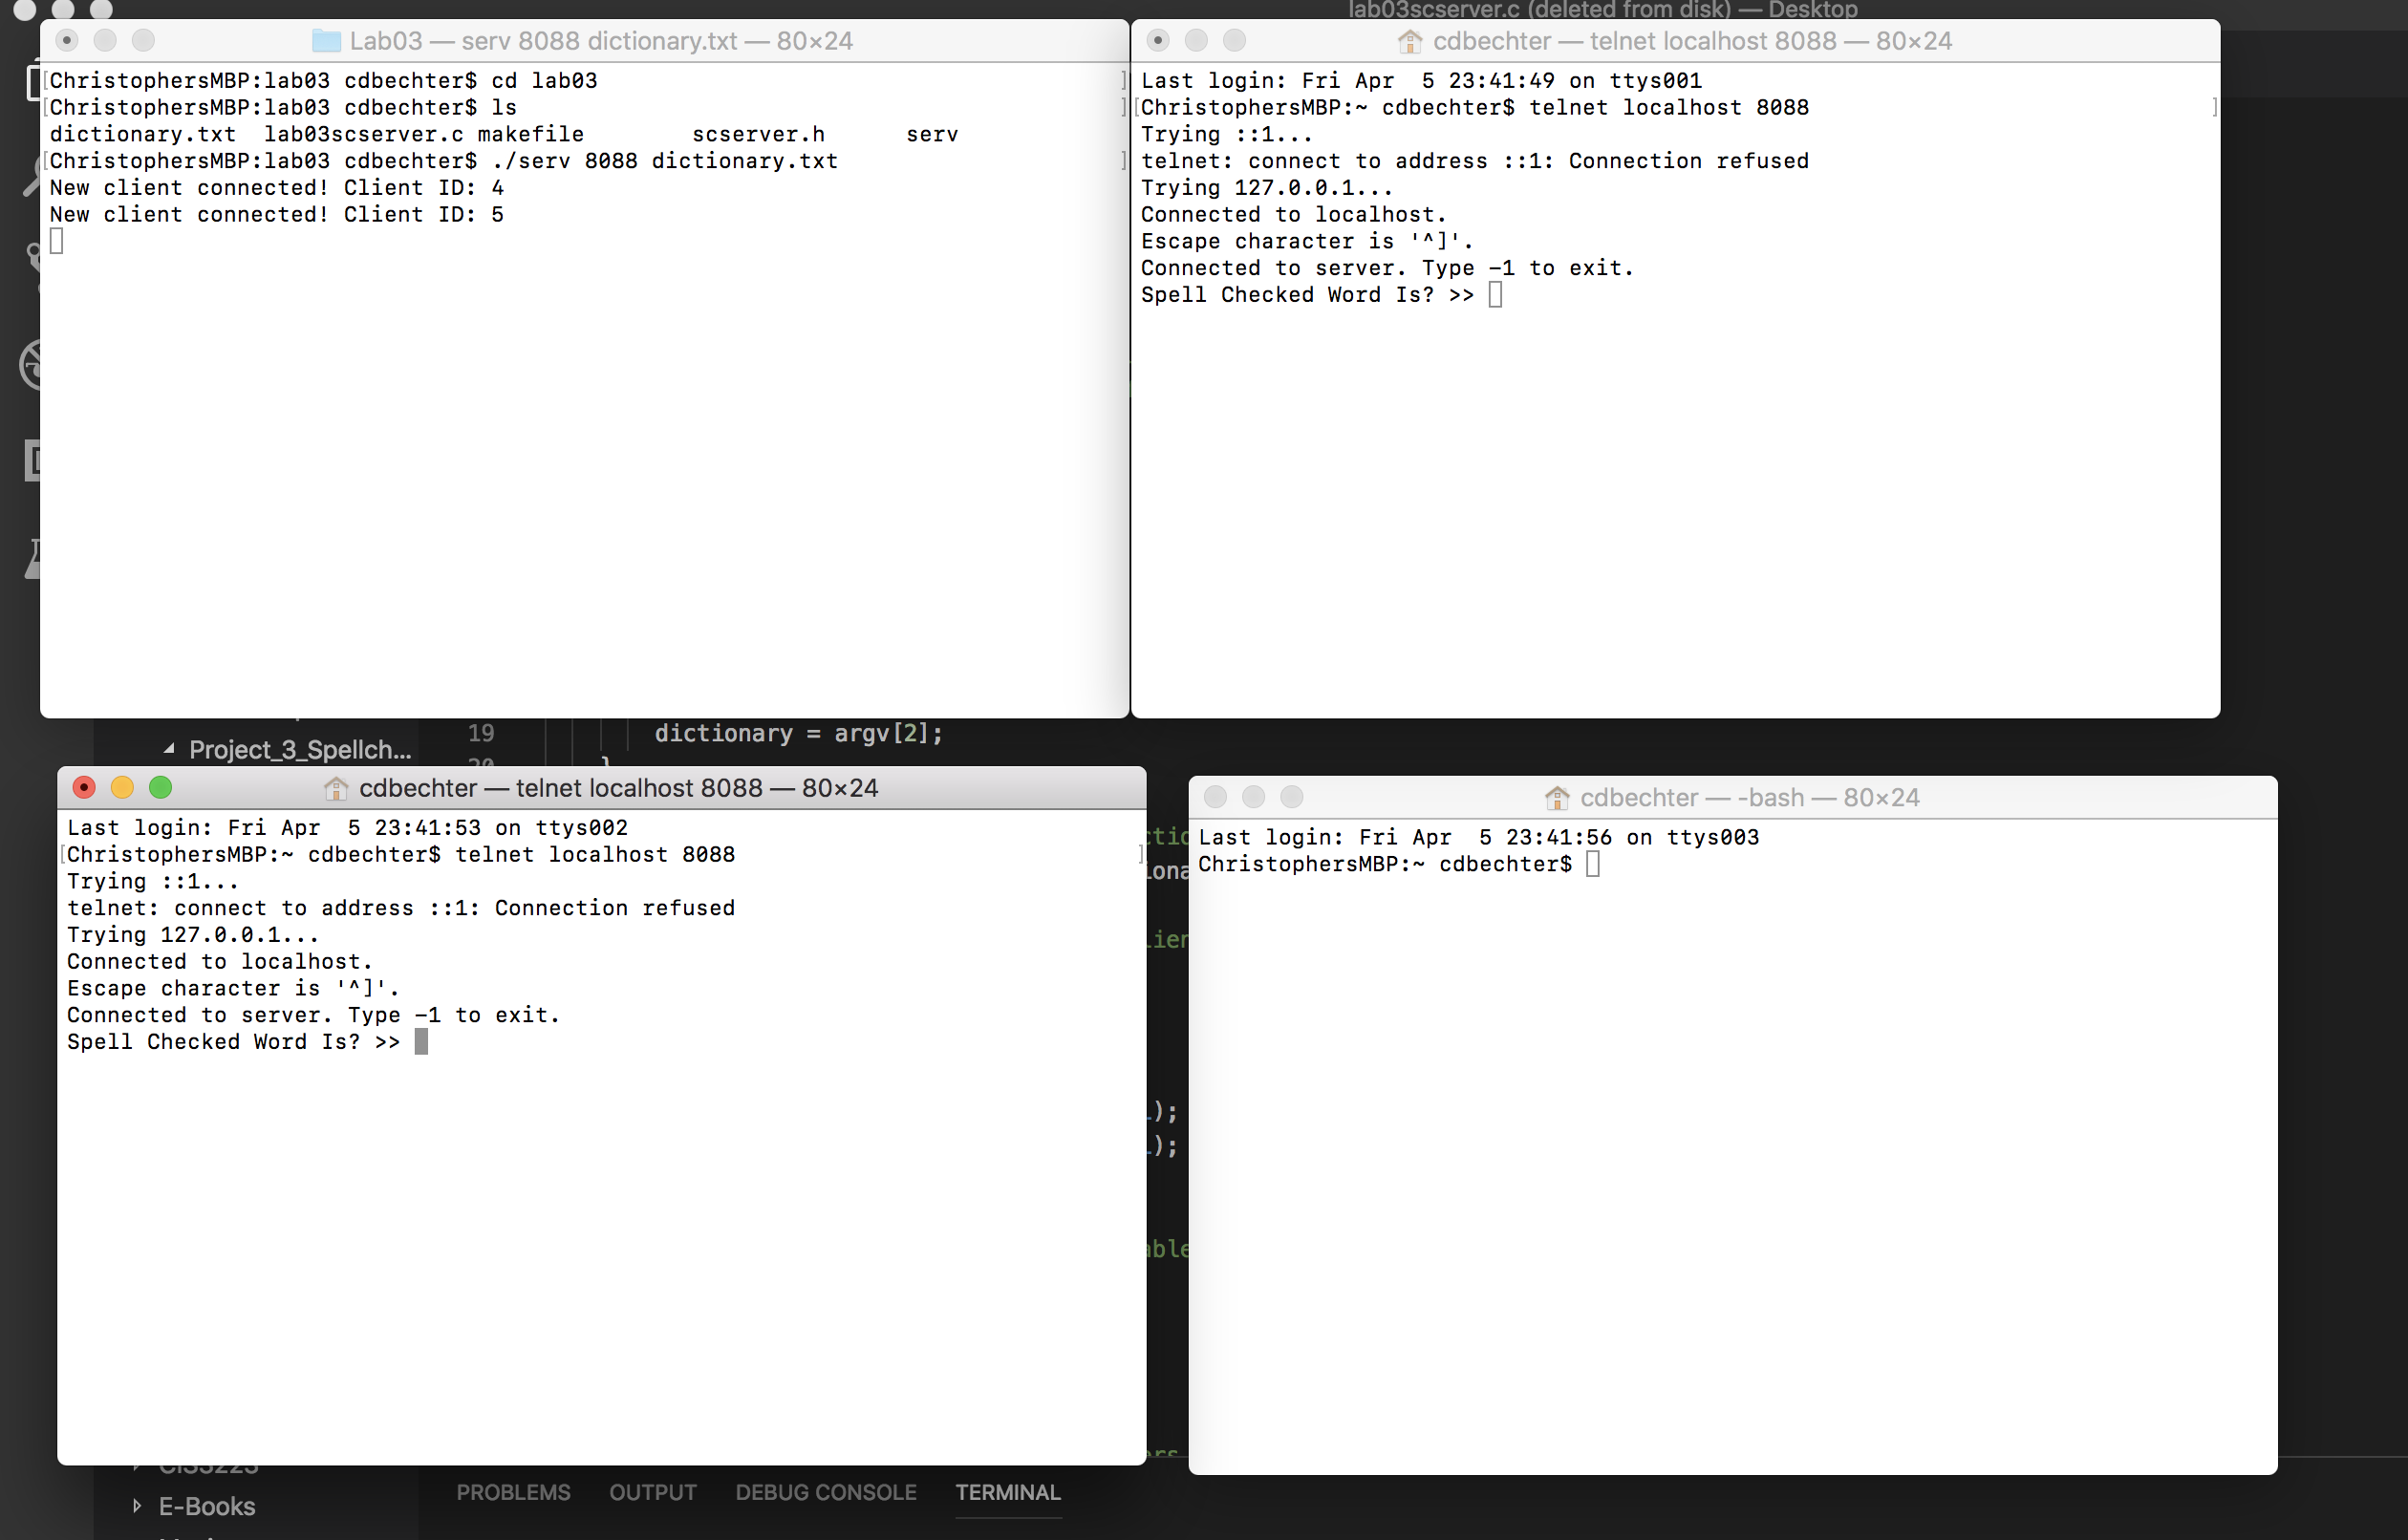 lab03scserver.c (deleted from disk) — Desktop
Lab03 — serv 8088 dictionary.txt — 80×24
[ChristophersMBP:lab03 cdbechter$ cd lab03 ]
[ChristophersMBP:lab03 cdbechter$ ls ]
dictionary.txt  lab03scserver.c makefile        scserver.h      serv
[ChristophersMBP:lab03 cdbechter$ ./serv 8088 dictionary.txt ]
New client connected! Client ID: 4
New client connected! Client ID: 5
cdbechter — telnet localhost 8088 — 80×24
Last login: Fri Apr  5 23:41:49 on ttys001
[ChristophersMBP:~ cdbechter$ telnet localhost 8088 ]
Trying ::1...
telnet: connect to address ::1: Connection refused
Trying 127.0.0.1...
Connected to localhost.
Escape character is '^]'.
Connected to server. Type -1 to exit.
Spell Checked Word Is? >>
Project_3_Spellch...
19 dictionary = argv[2];
cdbechter — telnet localhost 8088 — 80×24
Last login: Fri Apr  5 23:41:53 on ttys002
[ChristophersMBP:~ cdbechter$ telnet localhost 8088 ]
Trying ::1...
telnet: connect to address ::1: Connection refused
Trying 127.0.0.1...
Connected to localhost.
Escape character is '^]'.
Connected to server. Type -1 to exit.
Spell Checked Word Is? >>
);
);
cdbechter — -bash — 80×24
Last login: Fri Apr  5 23:41:56 on ttys003
ChristophersMBP:~ cdbechter$
E-Books
PROBLEMS OUTPUT DEBUG CONSOLE TERMINAL